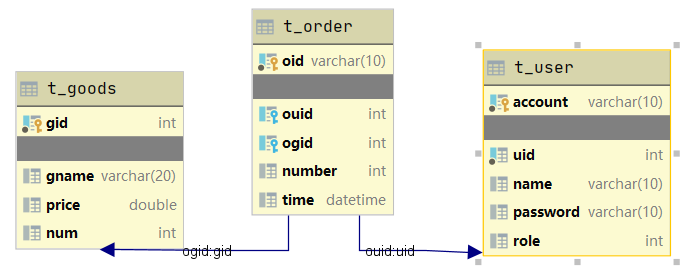 t_goods
gid int
gname varchar(20)
price double
num int
t_order
oid varchar(10)
ouid int
ogid int
number int
time datetime
t_user
account varchar(10)
uid int
name varchar(10)
password varchar(10)
role int
ogid:gid
ouid:uid